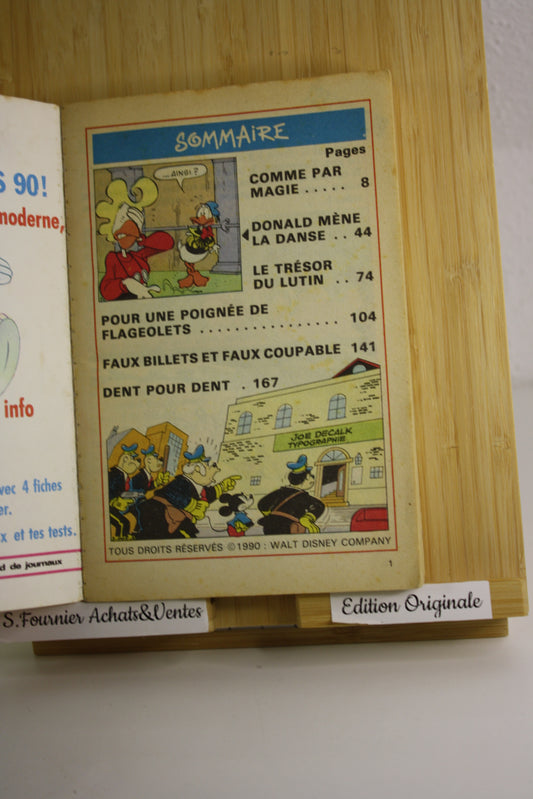 S 90!
moderne,
info
vec 4 fiches
er.
x et tes tests.
d de journaux
SOMMAIRE
Pages
... AINSI ?
COMME PAR
MAGIE ..... 8
DONALD MÈNE
LA DANSE .. 44
LE TRÉSOR
DU LUTIN .. 74
POUR UNE POIGNÉE DE
FLAGEOLETS ................ 104
FAUX BILLETS ET FAUX COUPABLE 141
DENT POUR DENT . 167
JOE DECALK
TYPOGRAPHIE
TOUS DROITS RÉSERVÉS ©1990 : WALT DISNEY COMPANY
1
S.Fournier Achats&Ventes
Edition Originale